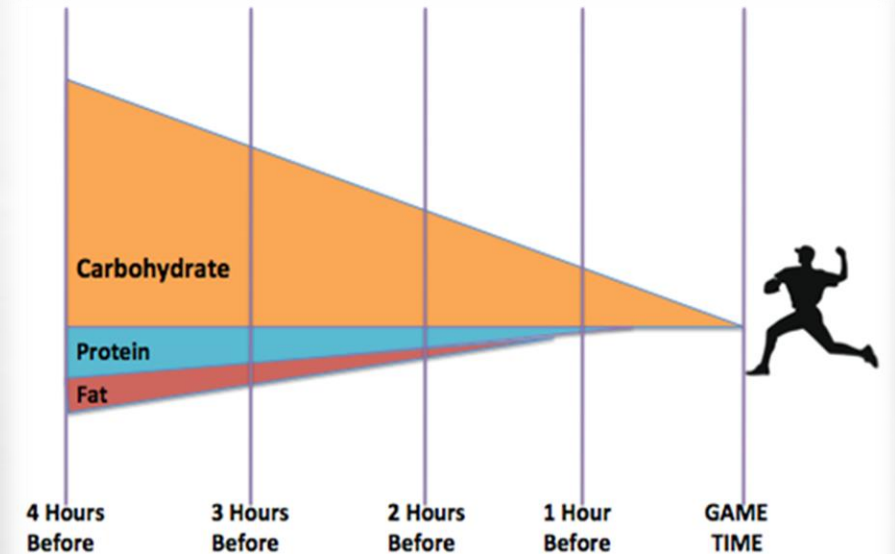 Carbohydrate
Protein
Fat
4 Hours
Before
3 Hours
Before
2 Hours
Before
1 Hour
Before
GAME
TIME